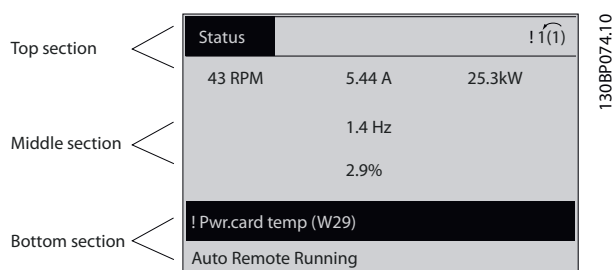 Status ! 1(1)
Top section
43 RPM 5.44 A 25.3kW
1.4 Hz
Middle section
2.9%
! Pwr.card temp (W29)
Bottom section
Auto Remote Running
130BP074.10